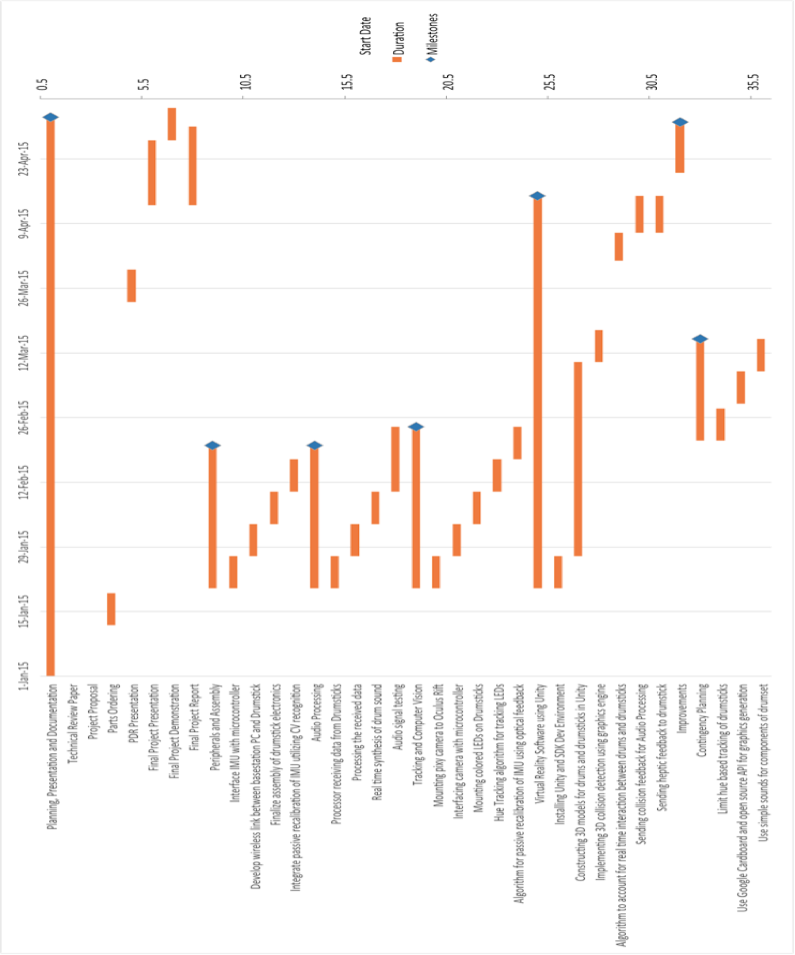 Start Date
Duration
Milestones
0.5
5.5
10.5
15.5
20.5
25.5
30.5
35.5
1-Jan-15
15-Jan-15
29-Jan-15
12-Feb-15
26-Feb-15
12-Mar-15
26-Mar-15
9-Apr-15
23-Apr-15
Planning, Presentation and Documentation
Technical Review Paper
Project Proposal
Parts Ordering
PDR Presentation
Final Project Presentation
Final Project Demonstration
Final Project Report
Peripherals and Assembly
Interface IMU with microcontroller
Develop wireless link between basestation PC and Drumstick
Finalize assembly of drumstick electronics
Integrate passive recalibration of IMU utilizing CV recognition
Audio Processing
Processor receiving data from Drumsticks
Processing the received data
Real time synthesis of drum sound
Audio signal testing
Tracking and Computer Vision
Mounting pixy camera to Oculus Rift
Interfacing camera with microcontroller
Mounting colored LEDs on Drumsticks
Hue Tracking algorithm for tracking LEDs
Algorithm for passive recalibration of IMU using optical feedback
Virtual Reality Software using Unity
Installing Unity and SDK Dev Environment
Constructing 3D models for drums and drumsticks in Unity
Implementing 3D collision detection using graphics engine
Algorithm to account for real time interaction between drums and drumsticks
Sending collision feedback for Audio Processing
Sending heptic feedback to drumstick
Improvements
Contingency Planning
Limit hue based tracking of drumsticks
Use Google Cardboard and open source API for graphics generation
Use simple sounds for components of drumset